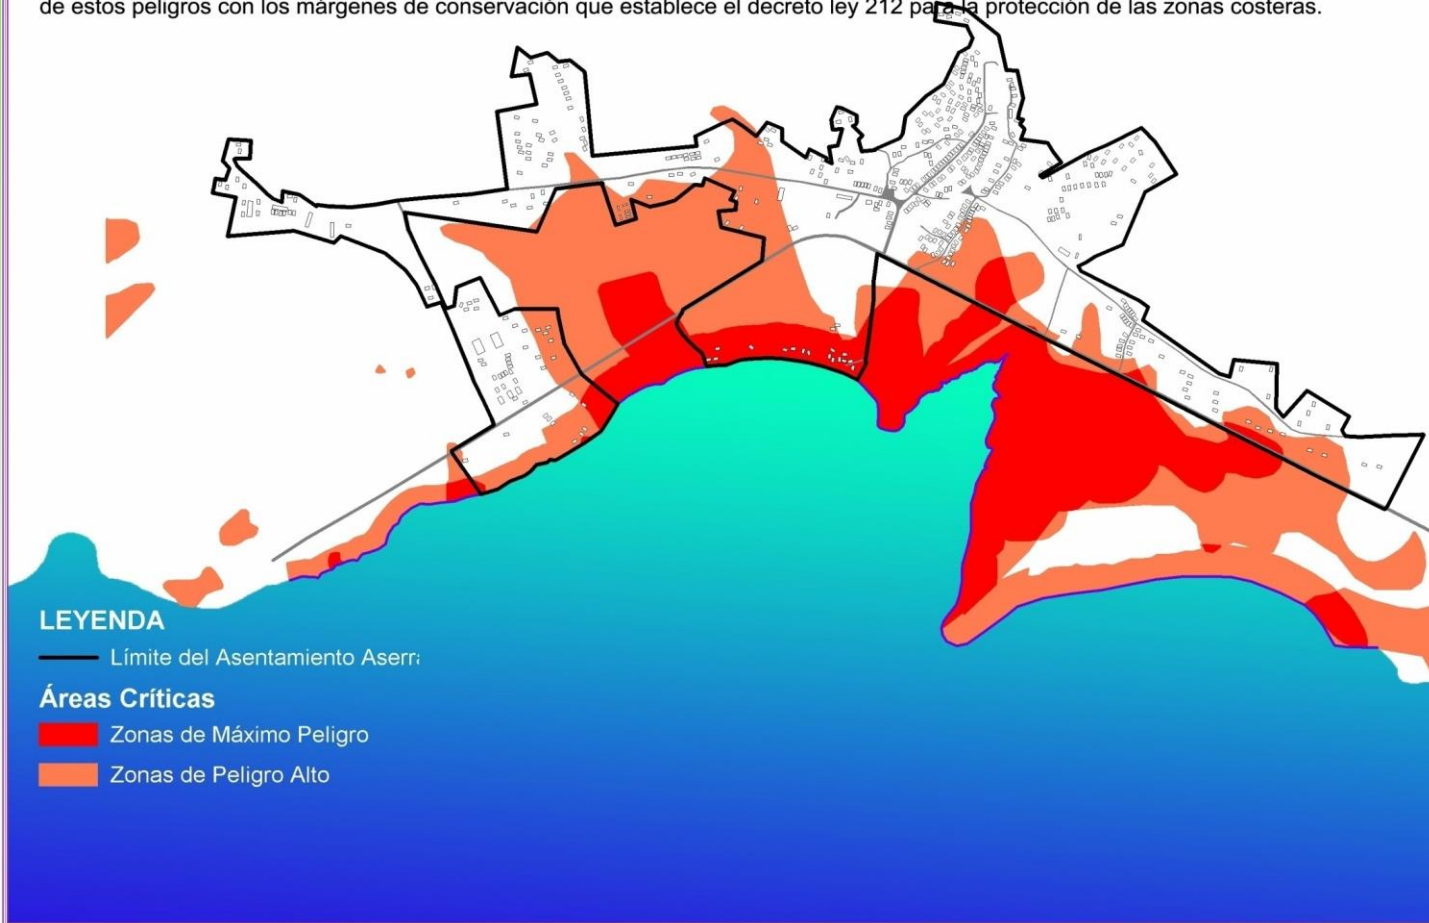 de estos peligros con los márgenes de conservación que establece el decreto ley 212 para la protección de las zonas costeras.
LEYENDA
Límite del Asentamiento
Áreas Críticas
Zonas de Máximo Peligro
Zonas de Peligro Alto